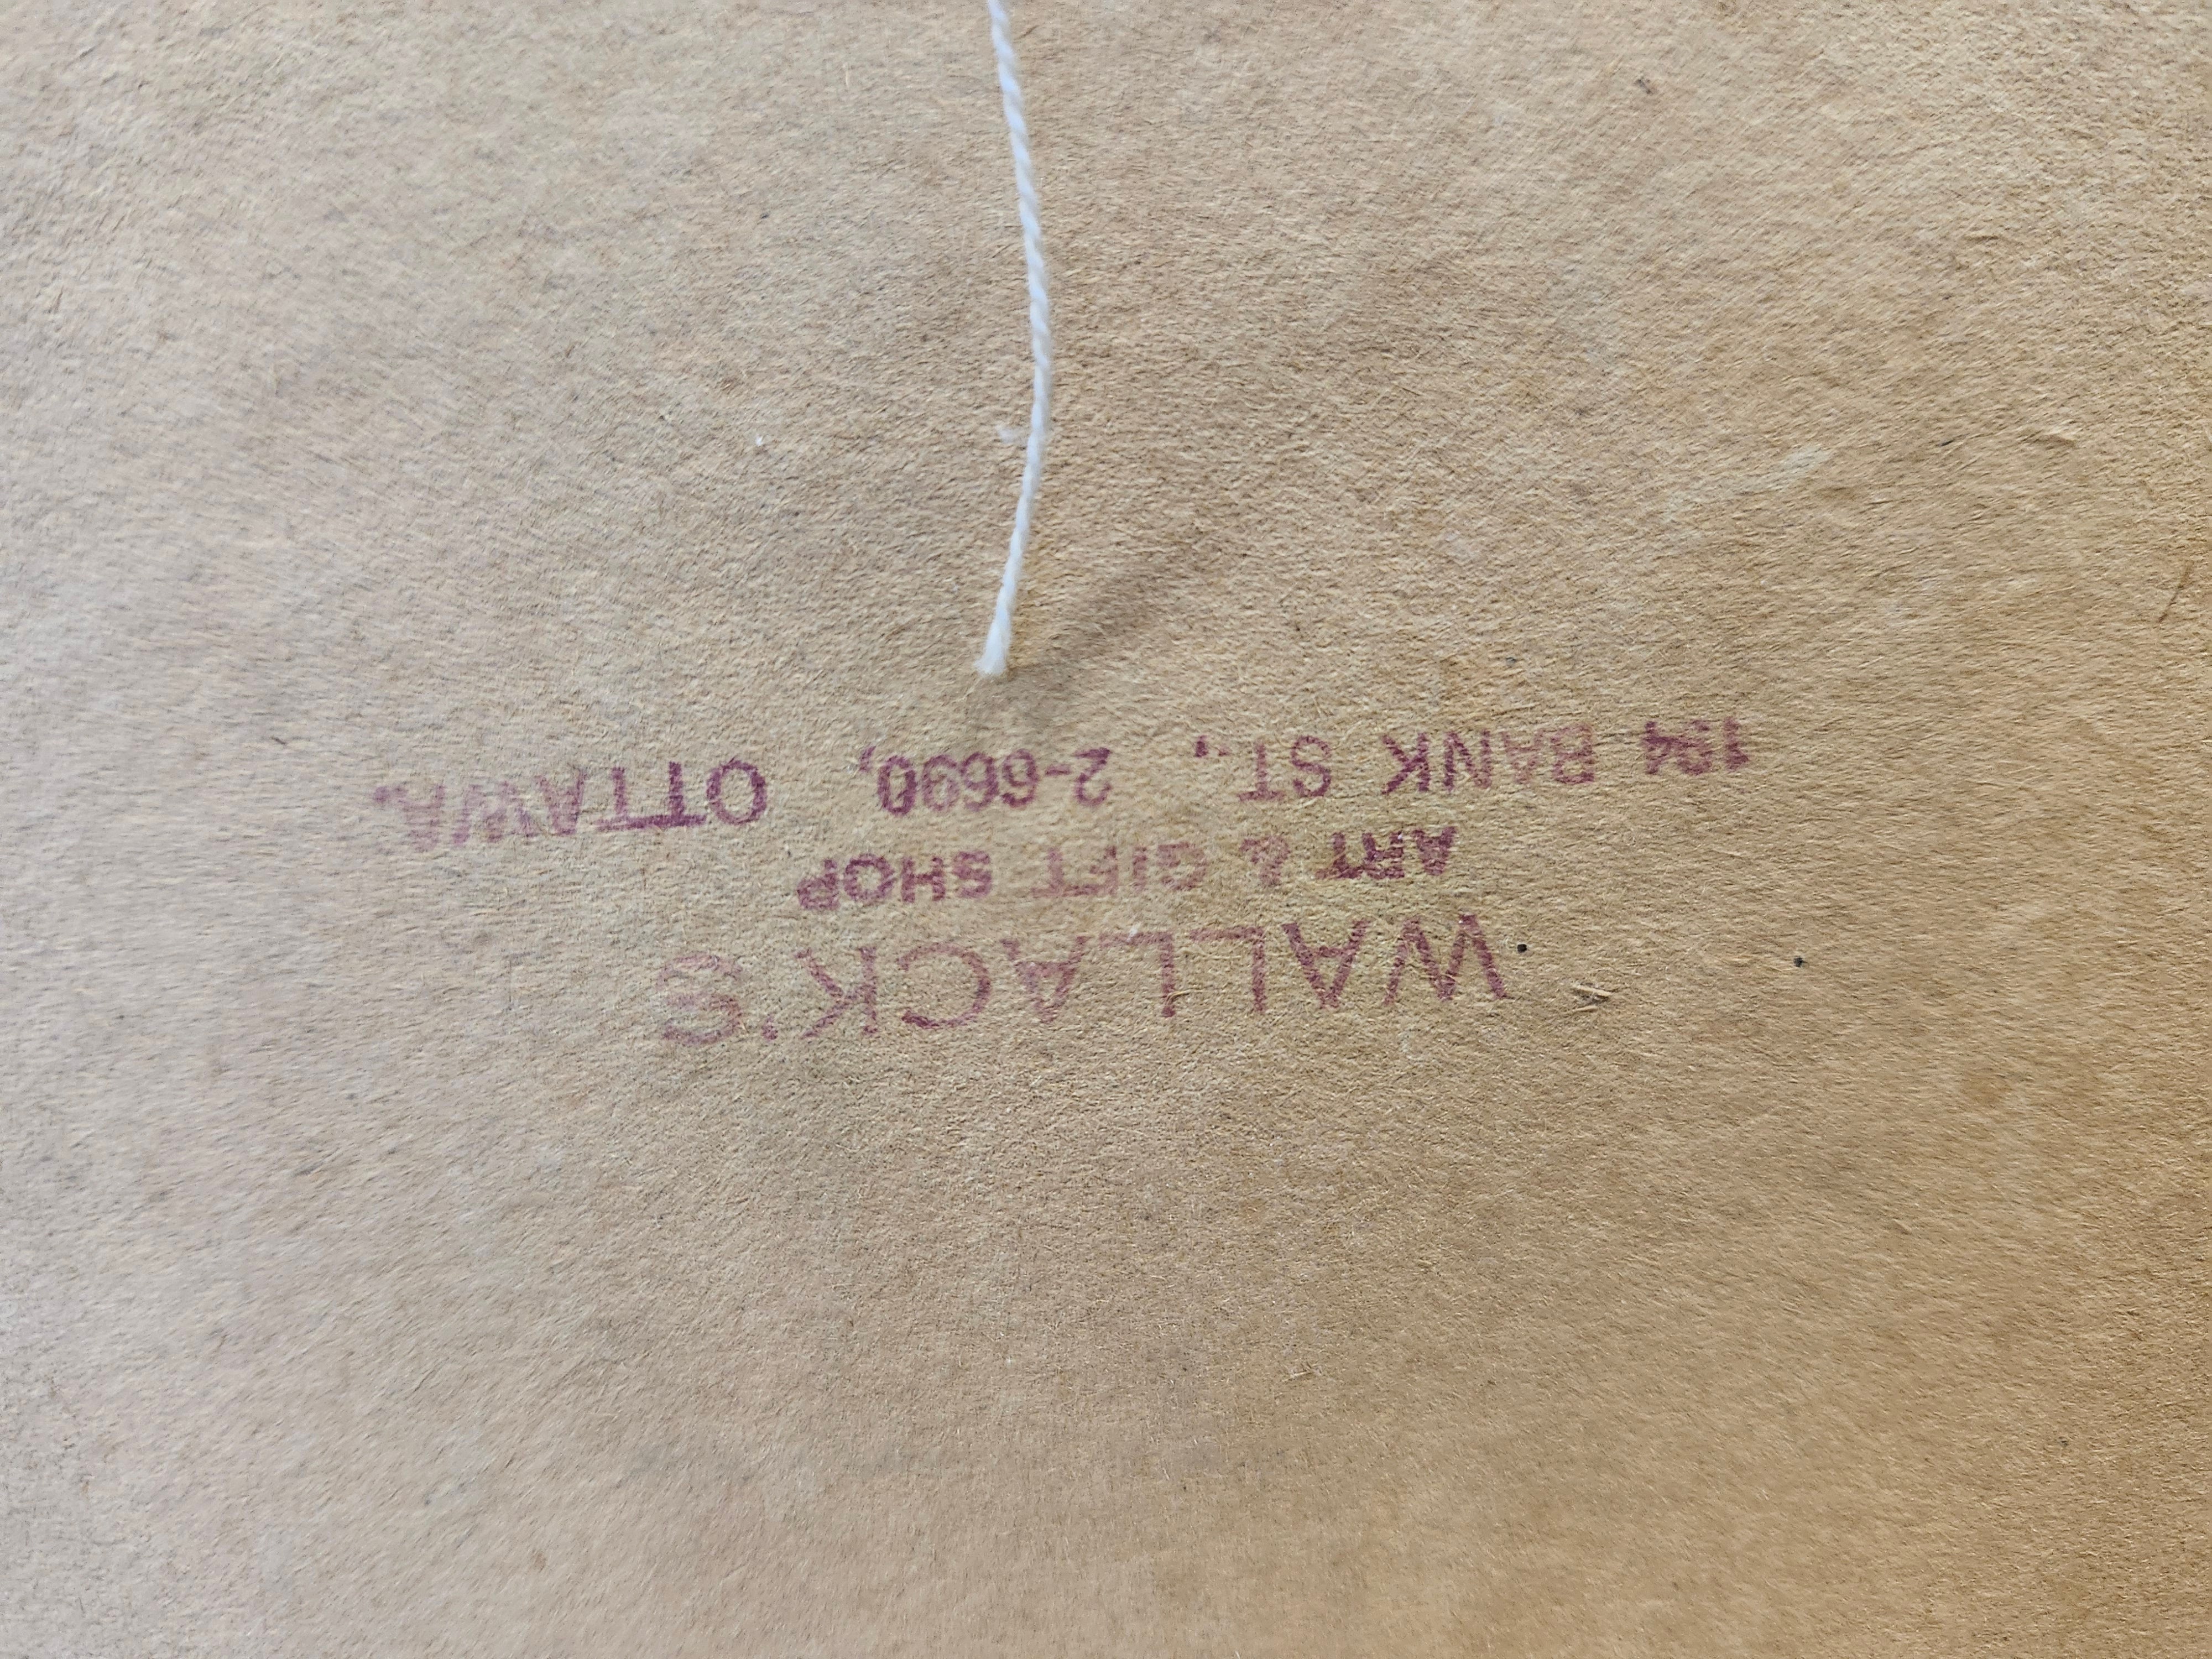 WALLACK'S
ART & GIFT SHOP
194 BANK ST., 2-6690, OTTAWA.